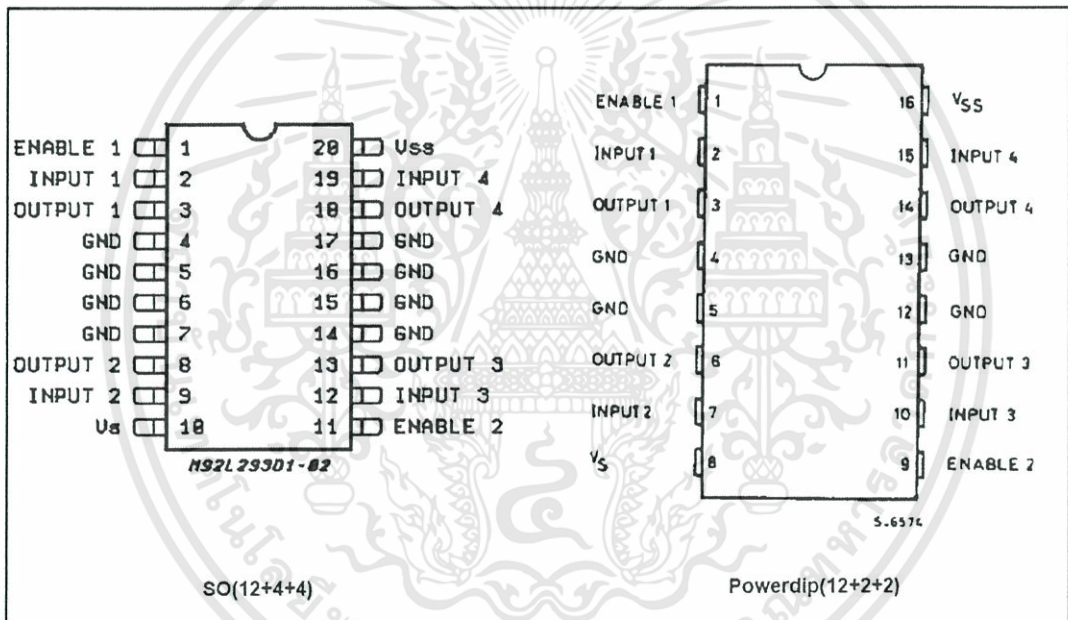 ENABLE 1 1 20 Vss
INPUT 1 2 19 INPUT 4
OUTPUT 1 3 18 OUTPUT 4
GND 4 17 GND
GND 5 16 GND
GND 6 15 GND
GND 7 14 GND
OUTPUT 2 8 13 OUTPUT 3
INPUT 2 9 12 INPUT 3
Vs 10 11 ENABLE 2
M92L293D1-02
SO(12+4+4)
ENABLE 1 1 16 VSS
INPUT 1 2 15 INPUT 4
OUTPUT 1 3 14 OUTPUT 4
GND 4 13 GND
GND 5 12 GND
OUTPUT 2 6 11 OUTPUT 3
INPUT 2 7 10 INPUT 3
VS 8 9 ENABLE 2
Powerdip(12+2+2)